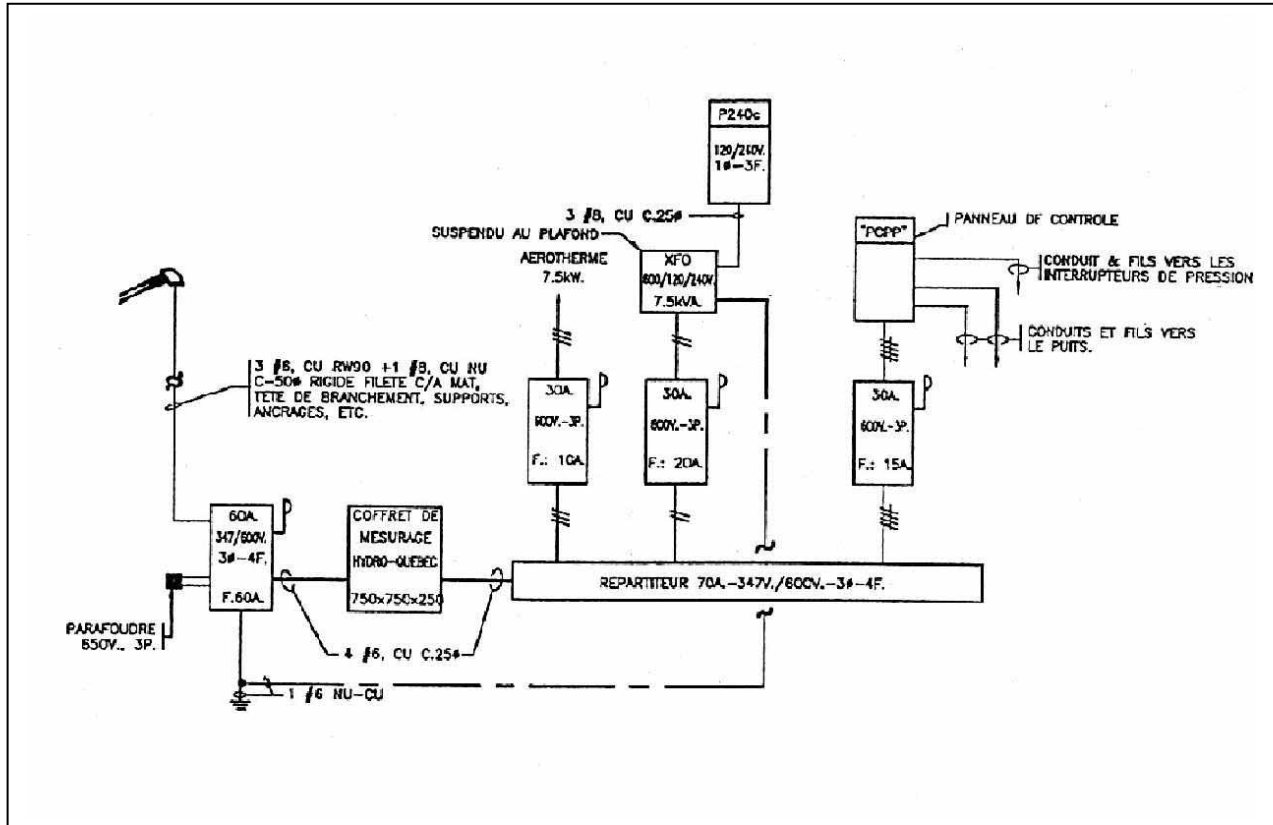 P240c
120/240V.
1ø-3F.
3 #8, CU C.25ø
SUSPENDU AU PLAFOND
XFO
600/120/240V.
7.5kVA.
AEROTHERME
7.5kW.
"PCPP"
PANNEAU DE CONTROLE
CONDUIT & FILS VERS LES
INTERRUPTEURS DE PRESSION
CONDUITS ET FILS VERS
LE PUITS.
3 #6, CU RW90 +1 #8, CU NU
C-50ø RIGIDE FILETE C/A MAT,
TETE DE BRANCHEMENT, SUPPORTS,
ANCRAGES, ETC.
30A.
600V.-3P.
F.: 10A.
30A.
600V.-3P.
F.: 20A.
30A.
600V.-3P.
F.: 15A.
60A.
347/600V.
3ø-4F.
F.60A.
COFFRET DE
MESURAGE
HYDRO-QUEBEC
750x750x250
REPARTITEUR 70A.-347V./600V.-3ø-4F.
PARAFOUDRE
650V., 3P.
4 #6, CU C.25ø
1 #6 NU-CU